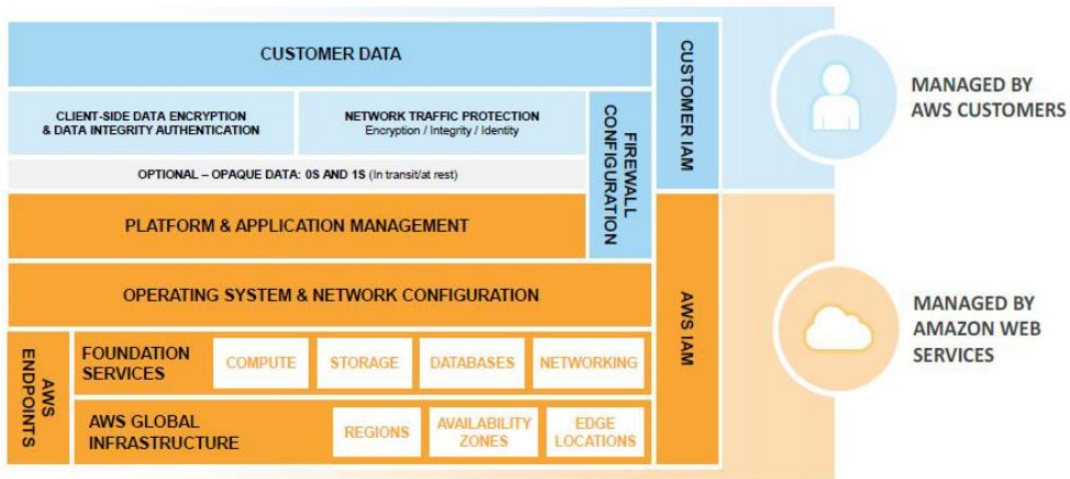 CUSTOMER DATA
CUSTOMER IAM
MANAGED BY
AWS CUSTOMERS
CLIENT-SIDE DATA ENCRYPTION
& DATA INTEGRITY AUTHENTICATION
NETWORK TRAFFIC PROTECTION
Encryption / Integrity / Identity
FIREWALL
CONFIGURATION
OPTIONAL – OPAQUE DATA: 0S AND 1S (In transit/at rest)
PLATFORM & APPLICATION MANAGEMENT
OPERATING SYSTEM & NETWORK CONFIGURATION
AWS IAM
MANAGED BY
AMAZON WEB
SERVICES
AWS
ENDPOINTS
FOUNDATION
SERVICES
COMPUTE
STORAGE
DATABASES
NETWORKING
AWS GLOBAL
INFRASTRUCTURE
REGIONS
AVAILABILITY
ZONES
EDGE
LOCATIONS